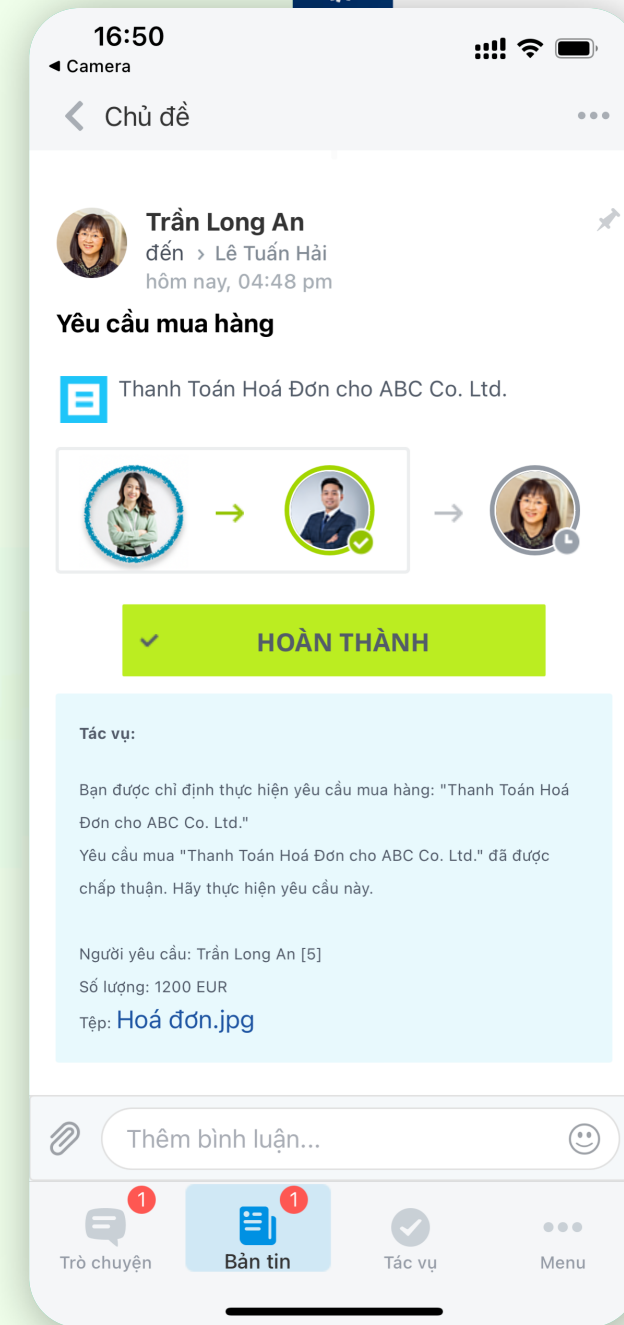 16:50
◀ Camera
Chủ đề
Trần Long An
đến › Lê Tuấn Hải
hôm nay, 04:48 pm
Yêu cầu mua hàng
Thanh Toán Hoá Đơn cho ABC Co. Ltd.
HOÀN THÀNH
Tác vụ:
Bạn được chỉ định thực hiện yêu cầu mua hàng: "Thanh Toán Hoá
Đơn cho ABC Co. Ltd."
Yêu cầu mua "Thanh Toán Hoá Đơn cho ABC Co. Ltd." đã được
chấp thuận. Hãy thực hiện yêu cầu này.
Người yêu cầu: Trần Long An [5]
Số lượng: 1200 EUR
Tệp: Hoá đơn.jpg
Thêm bình luận...
1
1
Trò chuyện
Bản tin
Tác vụ
Menu